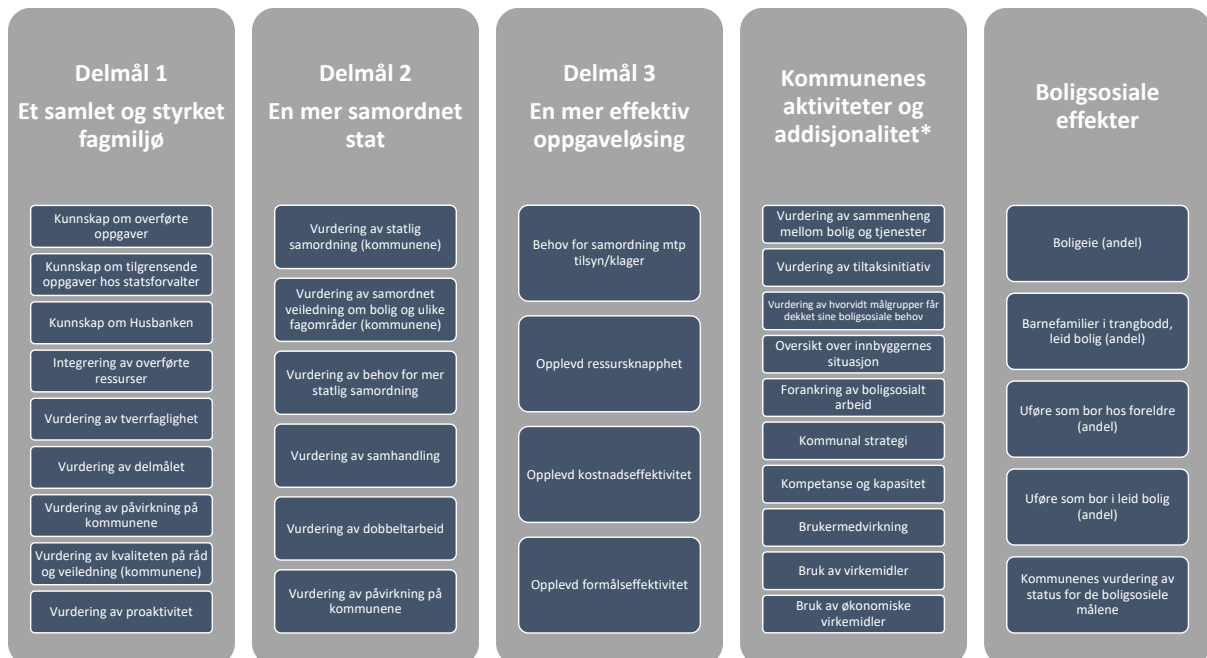 Delmål 1
Et samlet og styrket
fagmiljø
Kunnskap om overførte
oppgaver
Kunnskap om tilgrensende
oppgaver hos statsforvalter
Kunnskap om Husbanken
Integrering av overførte
ressurser
Vurdering av tverrfaglighet
Vurdering av delmålet
Vurdering av påvirkning på
kommunene
Vurdering av kvaliteten på råd
og veiledning (kommunene)
Vurdering av proaktivitet
Delmål 2
En mer samordnet
stat
Vurdering av statlig
samordning (kommunene)
Vurdering av samordnet
veiledning om bolig og ulike
fagområder (kommunene)
Vurdering av behov for mer
statlig samordning
Vurdering av samhandling
Vurdering av dobbeltarbeid
Vurdering av påvirkning på
kommunene
Delmål 3
En mer effektiv
oppgaveløsing
Behov for samordning mtp
tilsyn/klager
Opplevd ressursknapphet
Opplevd kostnadseffektivitet
Opplevd formålseffektivitet
Kommunenes
aktiviteter og
addisjonalitet*
Vurdering av sammenheng
mellom bolig og tjenester
Vurdering av tiltaksinitiativ
Vurdering av hvorvidt målgrupper får
dekket sine boligsosiale behov
Oversikt over innbyggernes
situasjon
Forankring av boligsosialt
arbeid
Kommunal strategi
Kompetanse og kapasitet
Brukermedvirkning
Bruk av virkemidler
Bruk av økonomiske
virkemidler
Boligsosiale
effekter
Boligeie (andel)
Barnefamilier i trangbodd,
leid bolig (andel)
Uføre som bor hos foreldre
(andel)
Uføre som bor i leid bolig
(andel)
Kommunenes vurdering av
status for de boligsosiele
målene